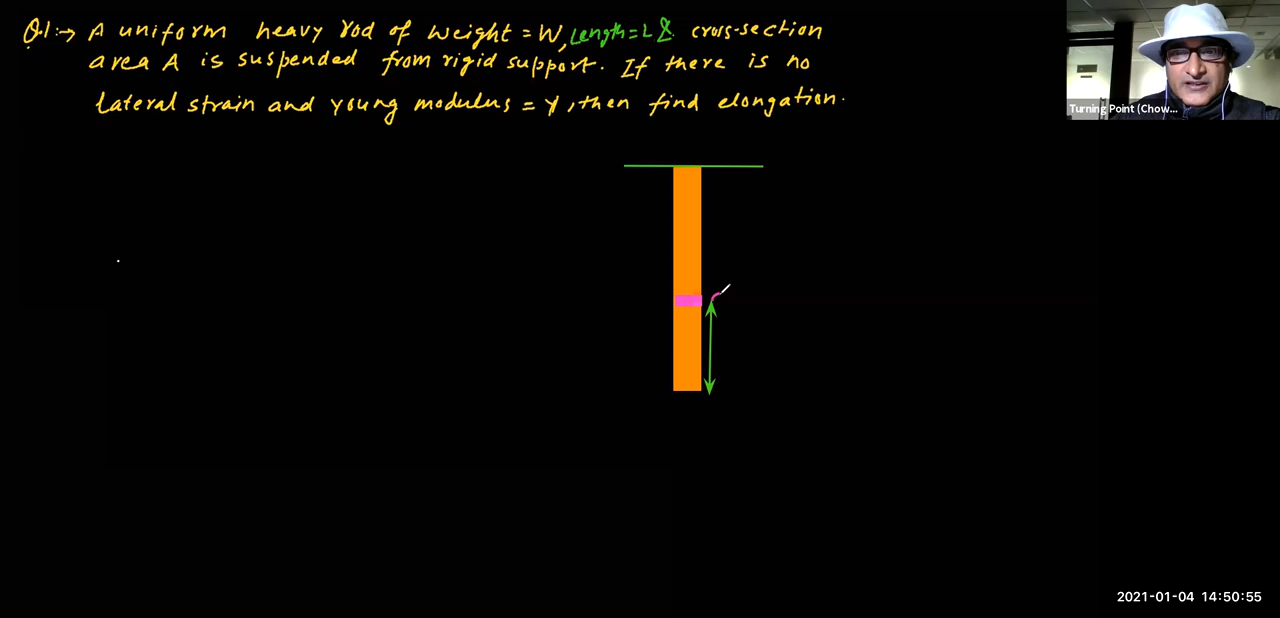 Q.1:→ A uniform heavy rod of weight = W, Length = L & cross-section
area A is suspended from rigid support. If there is no
lateral strain and young modulus = Y, then find elongation.
Turning Point (Chow...
2021-01-04 14:50:55